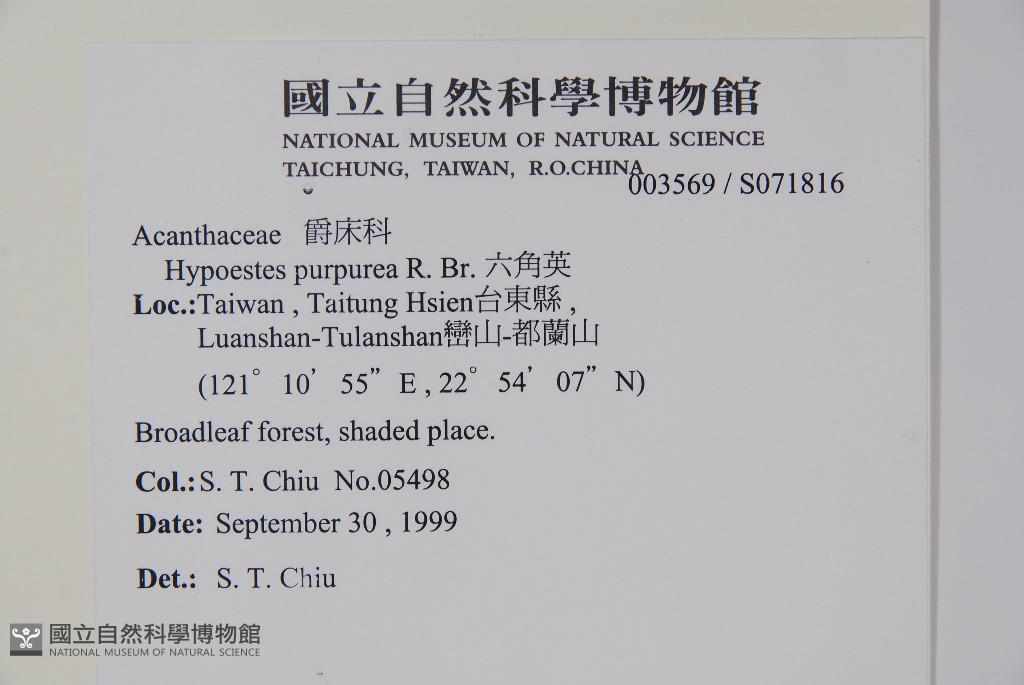 國立自然科學博物館
NATIONAL MUSEUM OF NATURAL SCIENCE
TAICHUNG, TAIWAN, R.O.CHINA
003569 / S071816
Acanthaceae 爵床科
Hypoestes purpurea R. Br. 六角英
Loc.:Taiwan , Taitung Hsien台東縣 ,
Luanshan-Tulanshan巒山-都蘭山
(121° 10’ 55” E , 22° 54’ 07” N)
Broadleaf forest, shaded place.
Col.: S. T. Chiu No.05498
Date: September 30 , 1999
Det.: S. T. Chiu
國立自然科學博物館
NATIONAL MUSEUM OF NATURAL SCIENCE